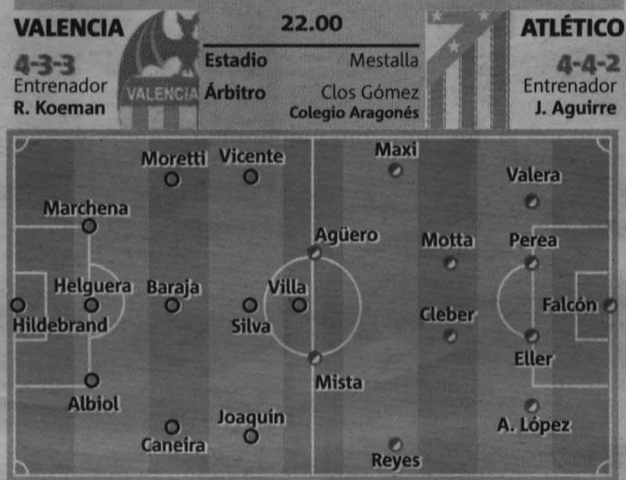 VALENCIA
4-3-3
Entrenador
R. Koeman
VALENCIA
22.00
Estadio Mestalla
Árbitro Clos Gómez
Colegio Aragonés
ATLÉTICO
4-4-2
Entrenador
J. Aguirre
Moretti Vicente Maxi
Valera
Marchena
Agüero Motta Perea
Helguera Baraja Villa
Hildebrand Silva Cleber Falcón
Eller
Mista
Albiol
Joaquín A. López
Caneira
Reyes